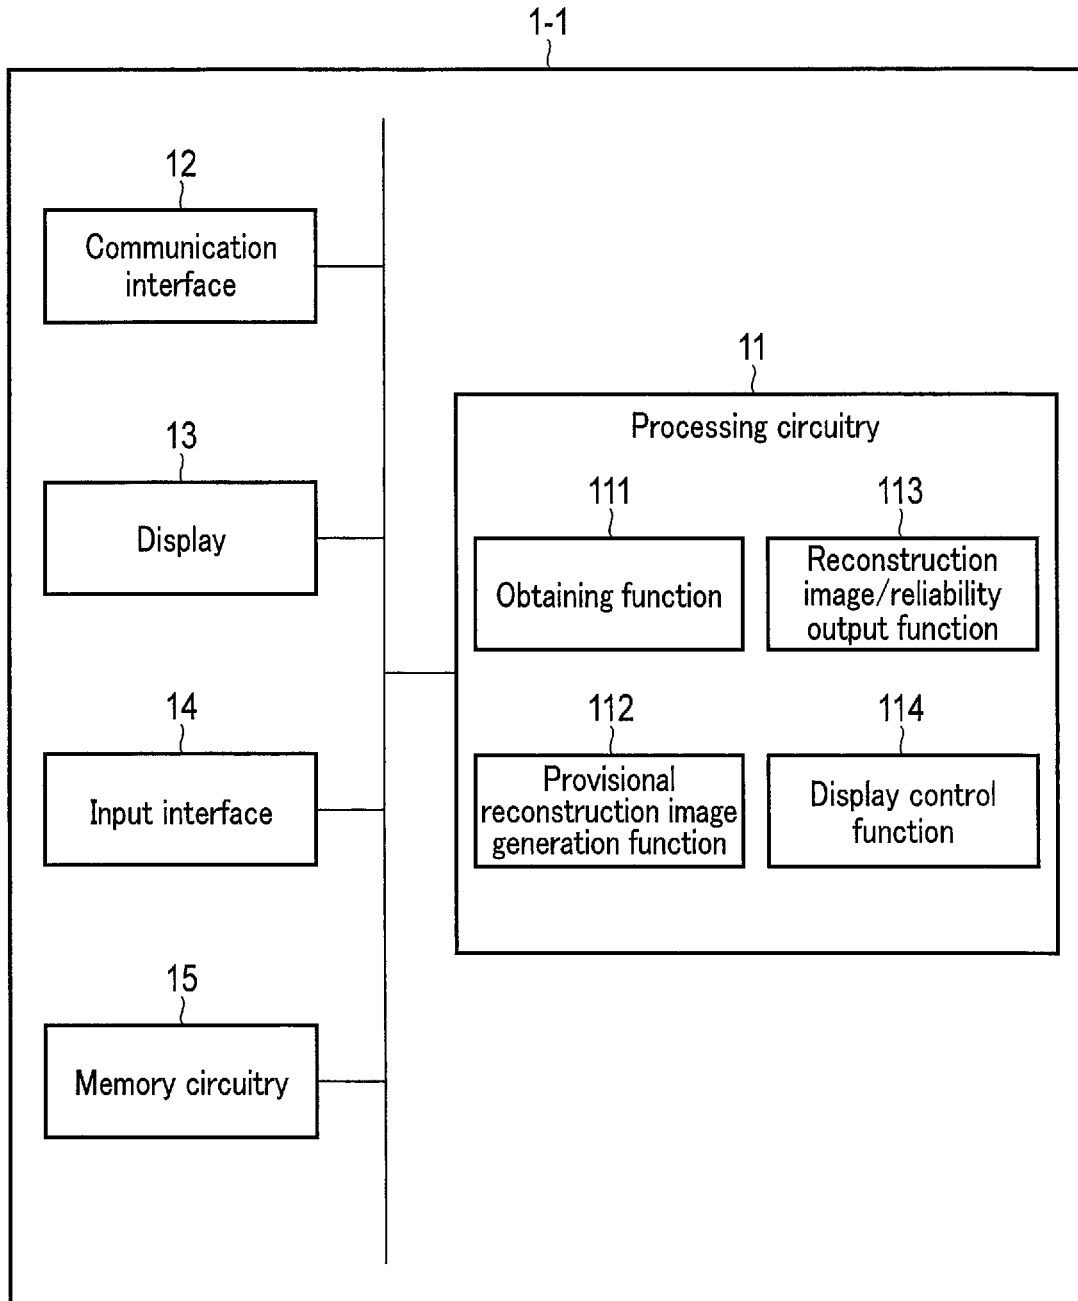 1-1
12
Communication
interface
13
Display
14
Input interface
15
Memory circuitry
11
Processing circuitry
111
Obtaining function
113
Reconstruction
image/reliability
output function
112
Provisional
reconstruction image
generation function
114
Display control
function